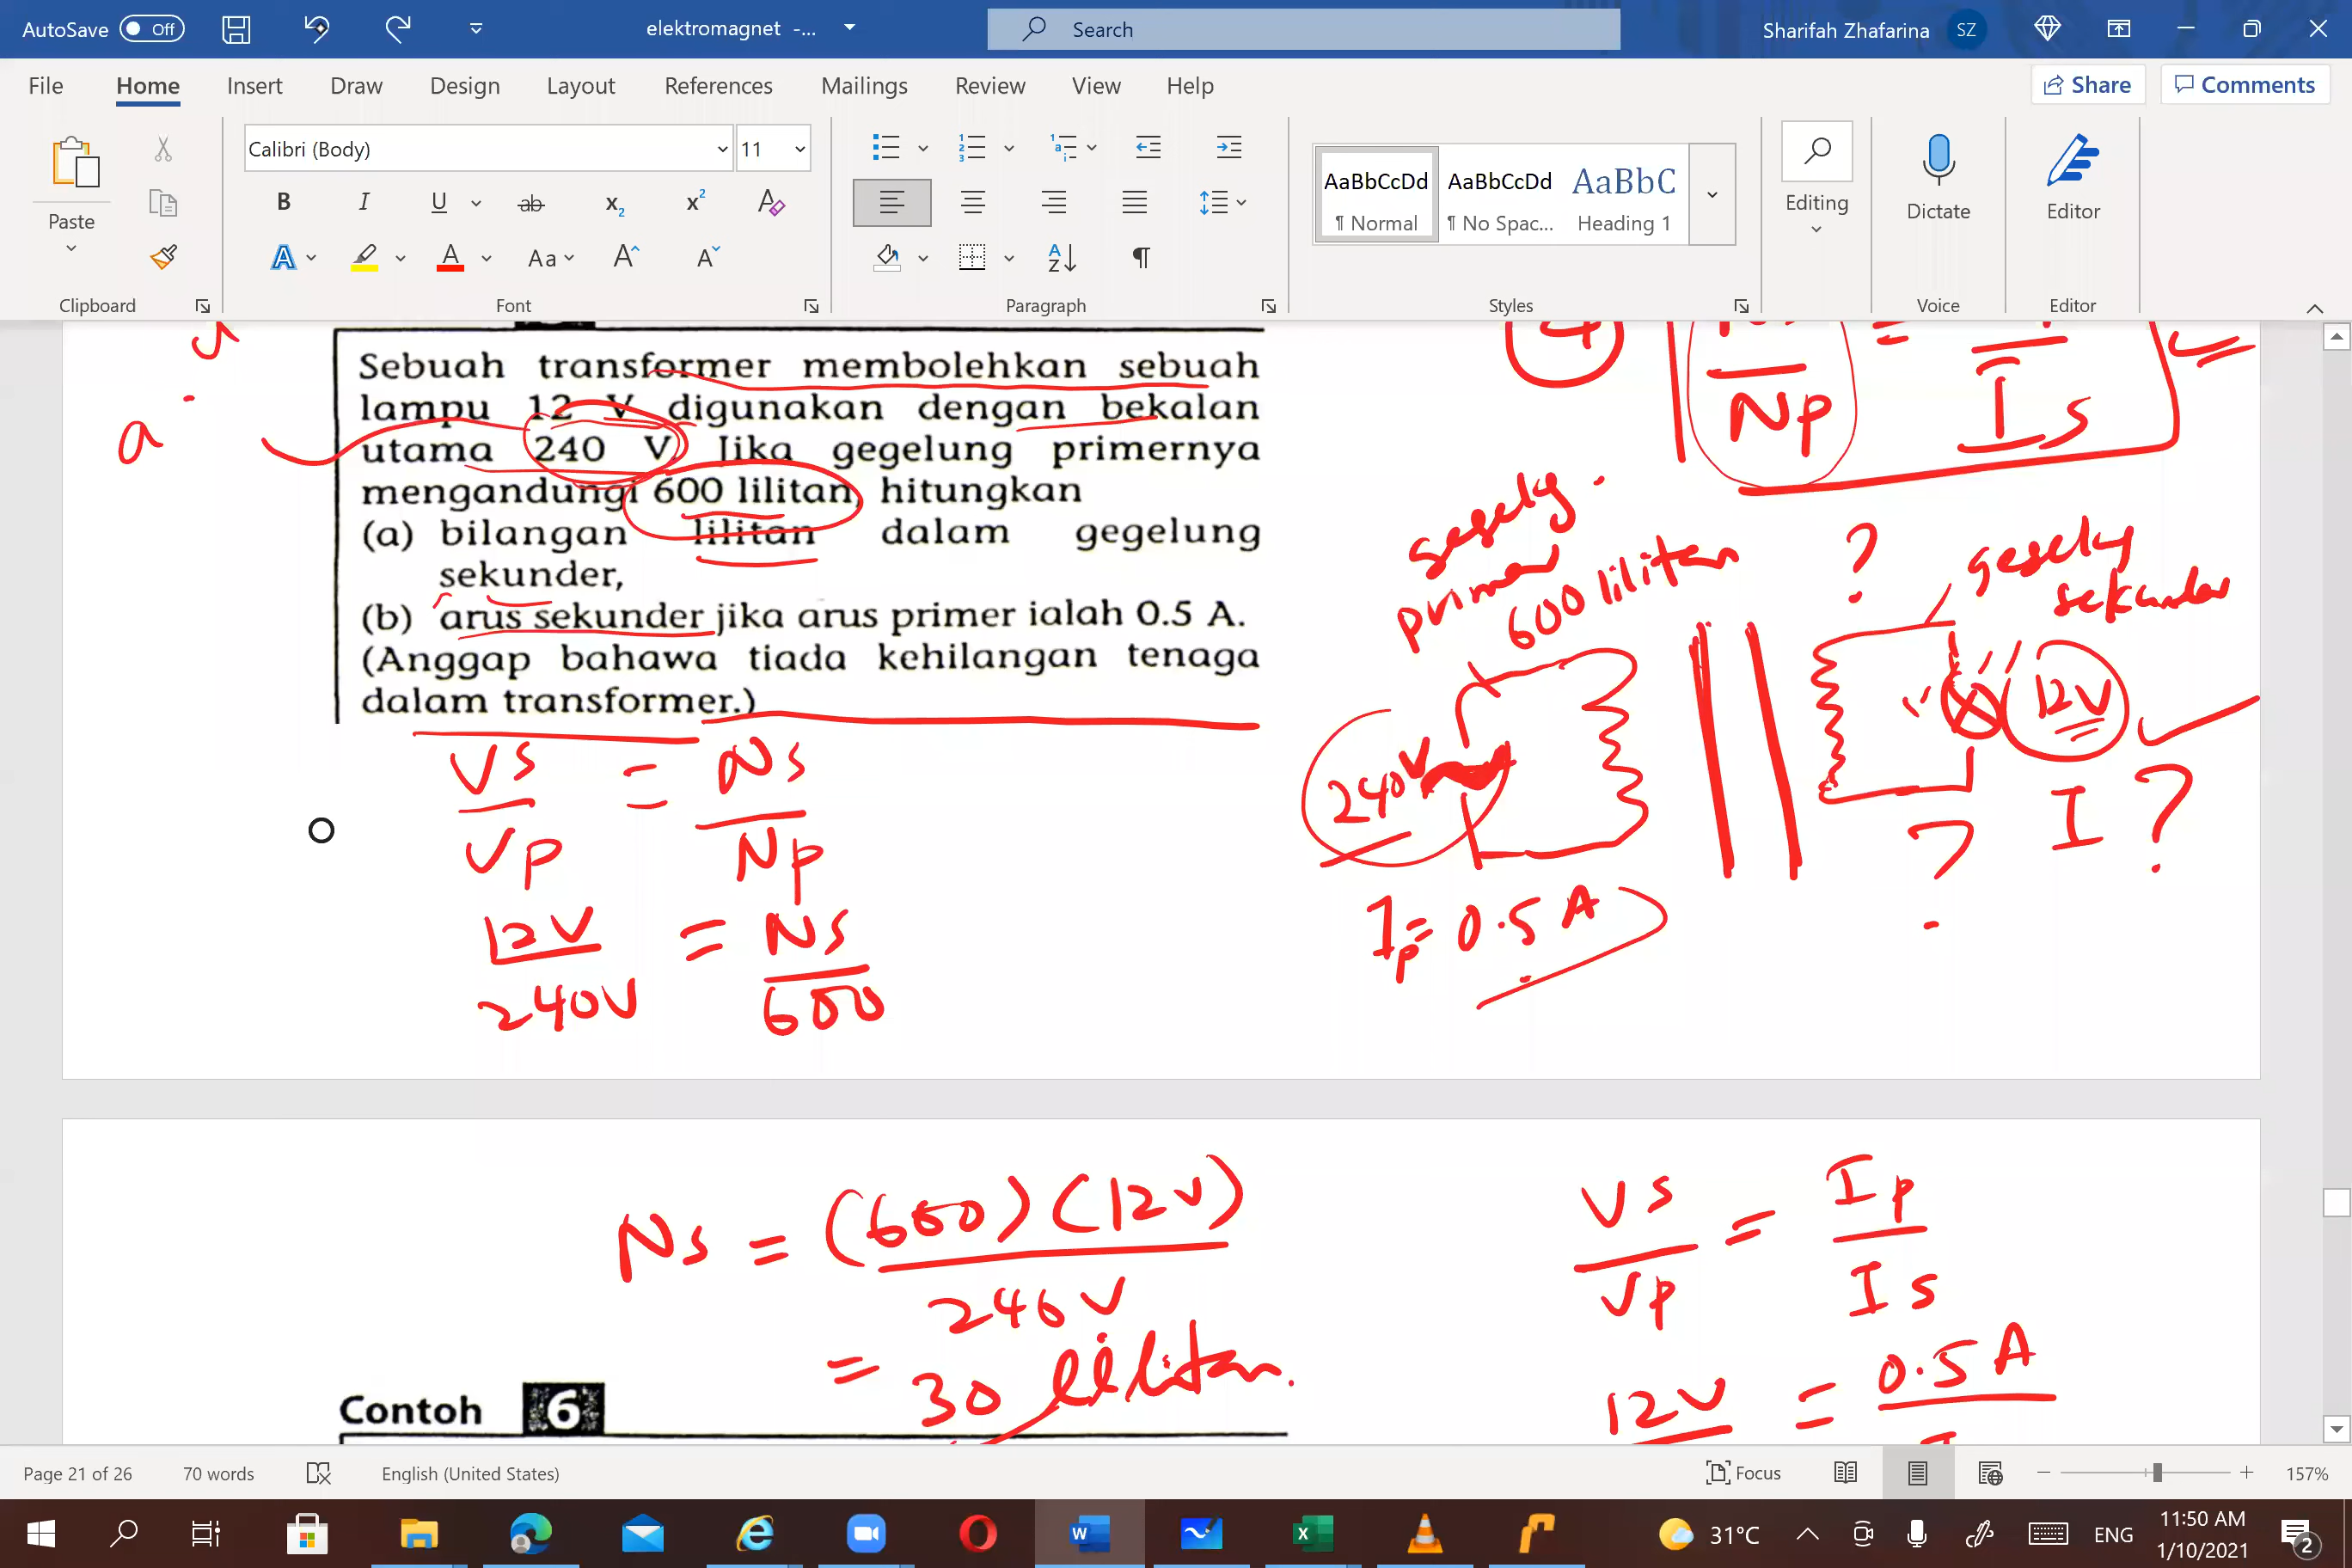 AutoSave Off elektromagnet -... Search Sharifah Zhafarina SZ
File Home Insert Draw Design Layout References Mailings Review View Help Share Comments
Paste Calibri (Body) 11 AaBbCcDd AaBbCcDd AaBbC
¶ Normal ¶ No Spac... Heading 1 Editing Dictate Editor
Clipboard Font Paragraph Styles Voice Editor
Sebuah transformer membolehkan sebuah
lampu 12 V digunakan dengan bekalan
utama 240 V. Jika gegelung primernya
mengandungi 600 lilitan, hitungkan
(a) bilangan lilitan dalam gegelung
sekunder,
(b) arus sekunder jika arus primer ialah 0.5 A.
(Anggap bahawa tiada kehilangan tenaga
dalam transformer.)
a
4
Np = Is
primer
600 lilitan
?
sekunder
240V
12V
I ?
?
Ip = 0.5 A
Vs = Ns
Vp Np
12V = Ns
240V 600
Ns = (600)(12V)
240V
= 30 lilitan.
Vs = Ip
Vp Is
12V = 0.5 A
Contoh 6
Page 21 of 26 70 words English (United States) Focus 157%
31°C ENG 11:50 AM
1/10/2021 2